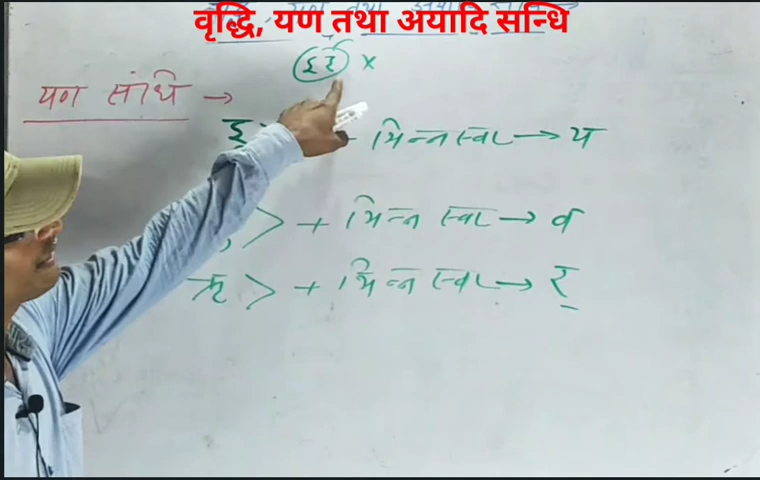 वृद्धि, यण तथा अयादि सन्धि
इ ई ×
यण संधि →
इ + भिन्न स्वर → य
> + भिन्न स्वर → व
ऋ > + भिन्न स्वर → र्